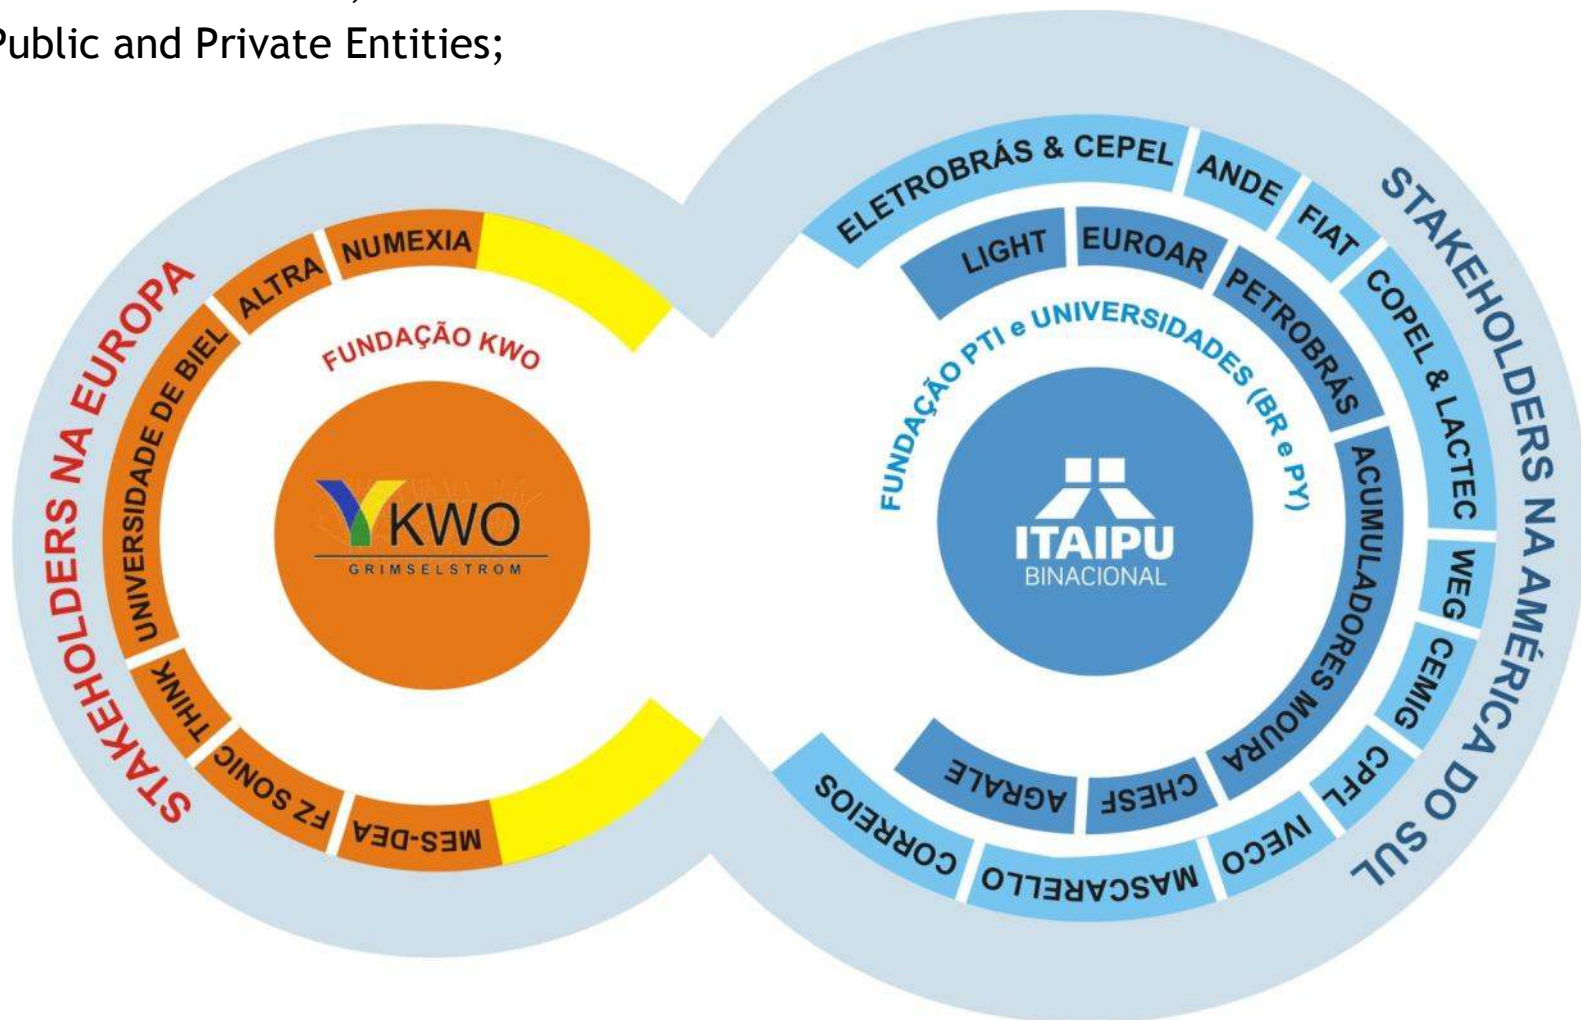 Public and Private Entities;
STAKEHOLDERS NA EUROPA
NUMEXIA
ALTRA
UNIVERSIDADE DE BIEL
THINK
FZ SONIC
MES-DEA
FUNDAÇÃO KWO
KWO
GRIMSELSTROM
STAKEHOLDERS NA AMÉRICA DO SUL
ELETROBRÁS & CEPEL
ANDE
FIAT
COPEL & LACTEC
WEG
CEMIG
CPFL
IVECO
MASCARELLO
CORREIOS
LIGHT
EUROAR
PETROBRÁS
ACUMULADORES MOURA
CHESF
AGRALE
FUNDAÇÃO PTI e UNIVERSIDADES (BR e PY)
ITAIPU
BINACIONAL